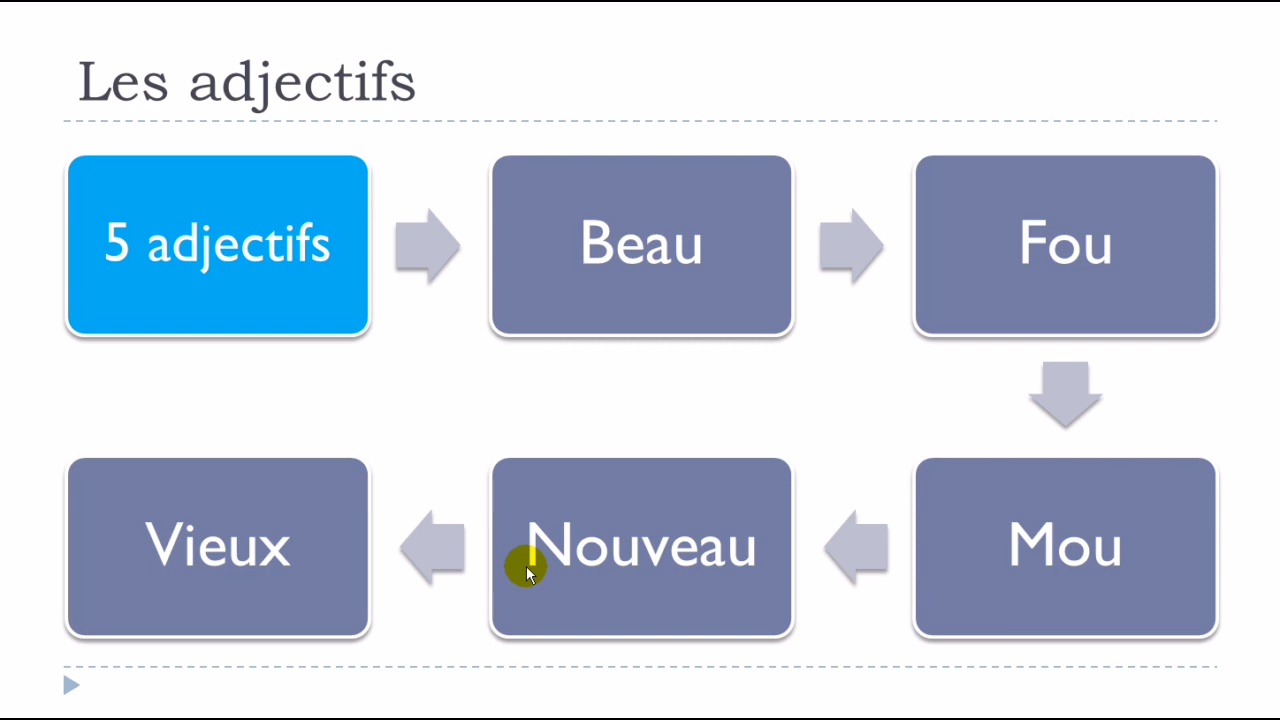 Les adjectifs
5 adjectifs
Beau
Fou
Mou
Nouveau
Vieux